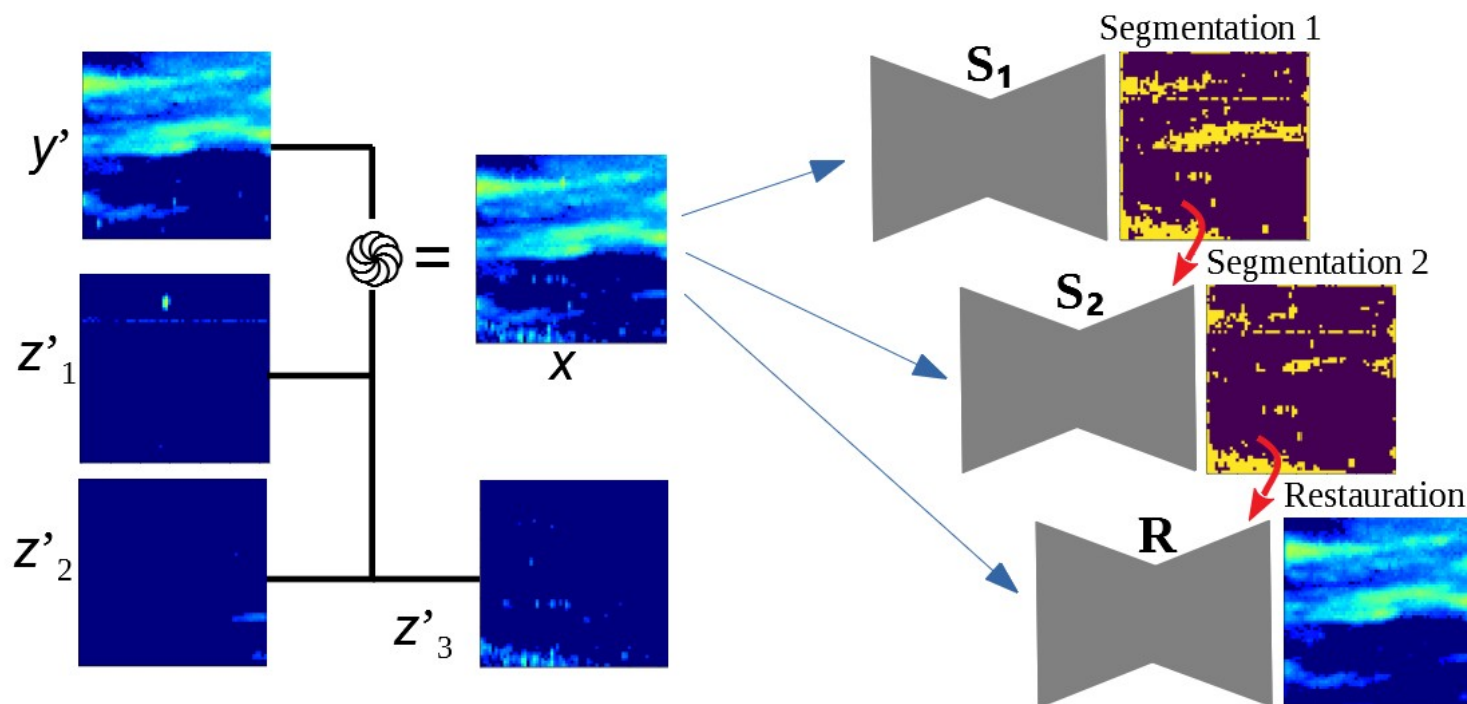 y’
z’1
z’2
z’3
=
x
S1
Segmentation 1
S2
Segmentation 2
R
Restauration